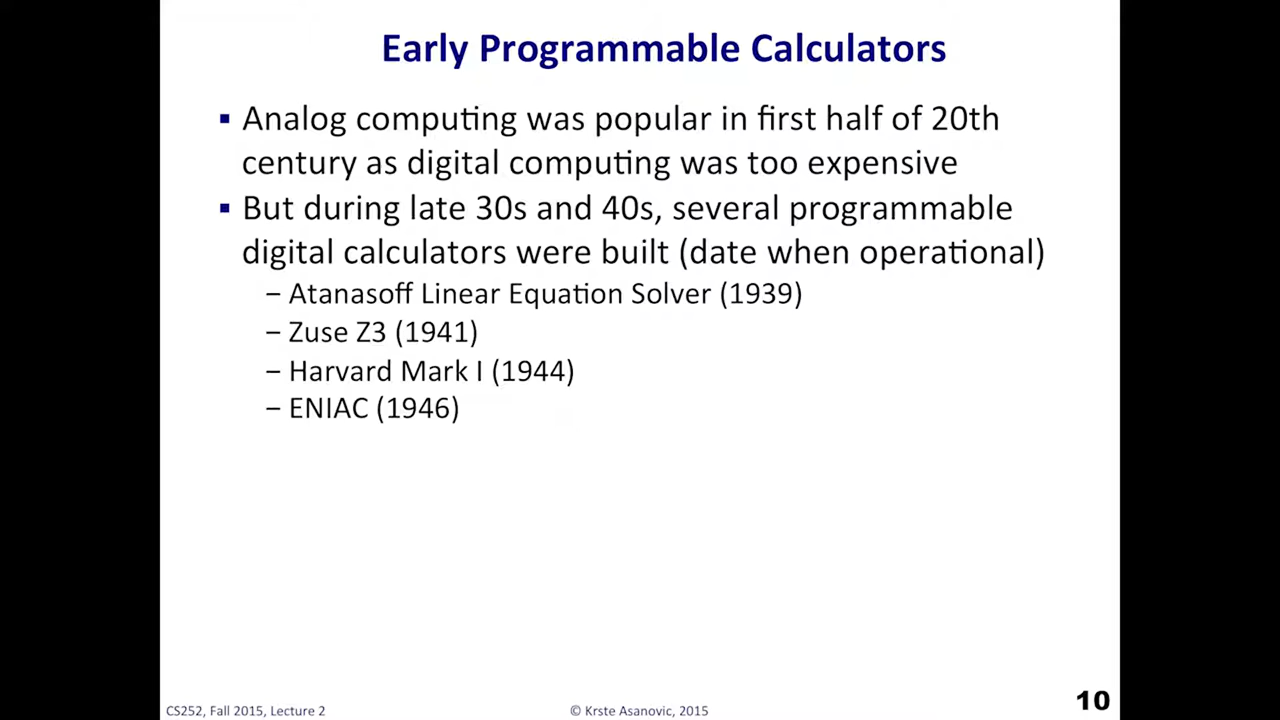 Early Programmable Calculators
▪ Analog computing was popular in first half of 20th
century as digital computing was too expensive
▪ But during late 30s and 40s, several programmable
digital calculators were built (date when operational)
– Atanasoff Linear Equation Solver (1939)
– Zuse Z3 (1941)
– Harvard Mark I (1944)
– ENIAC (1946)
CS252, Fall 2015, Lecture 2
© Krste Asanovic, 2015
10